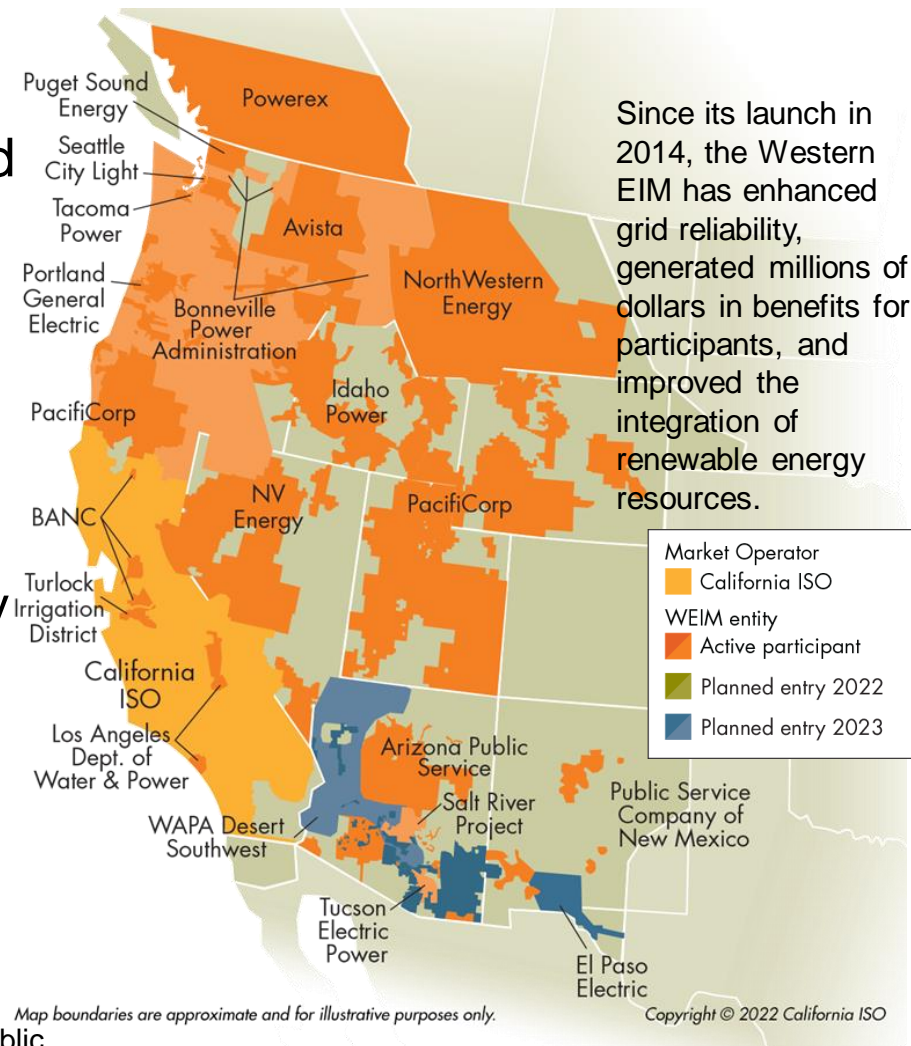 Puget Sound
Energy
Powerex
Seattle
City Light
d
Tacoma
Power
Avista
Portland
General
Electric
Bonneville
Power
Administration
NorthWestern
Energy
Since its launch in
2014, the Western
EIM has enhanced
grid reliability,
generated millions of
dollars in benefits for
participants, and
improved the
integration of
renewable energy
resources.
Idaho
Power
PacifiCorp
NV
Energy
PacifiCorp
BANC
Turlock
Irrigation
District
y
California
ISO
Los Angeles
Dept. of
Water & Power
Market Operator
California ISO
WEIM entity
Active participant
Planned entry 2022
Planned entry 2023
Arizona Public
Service
Salt River
Project
Public Service
Company of
New Mexico
WAPA Desert
Southwest
Tucson
Electric
Power
El Paso
Electric
Map boundaries are approximate and for illustrative purposes only.
Copyright © 2022 California ISO
blic